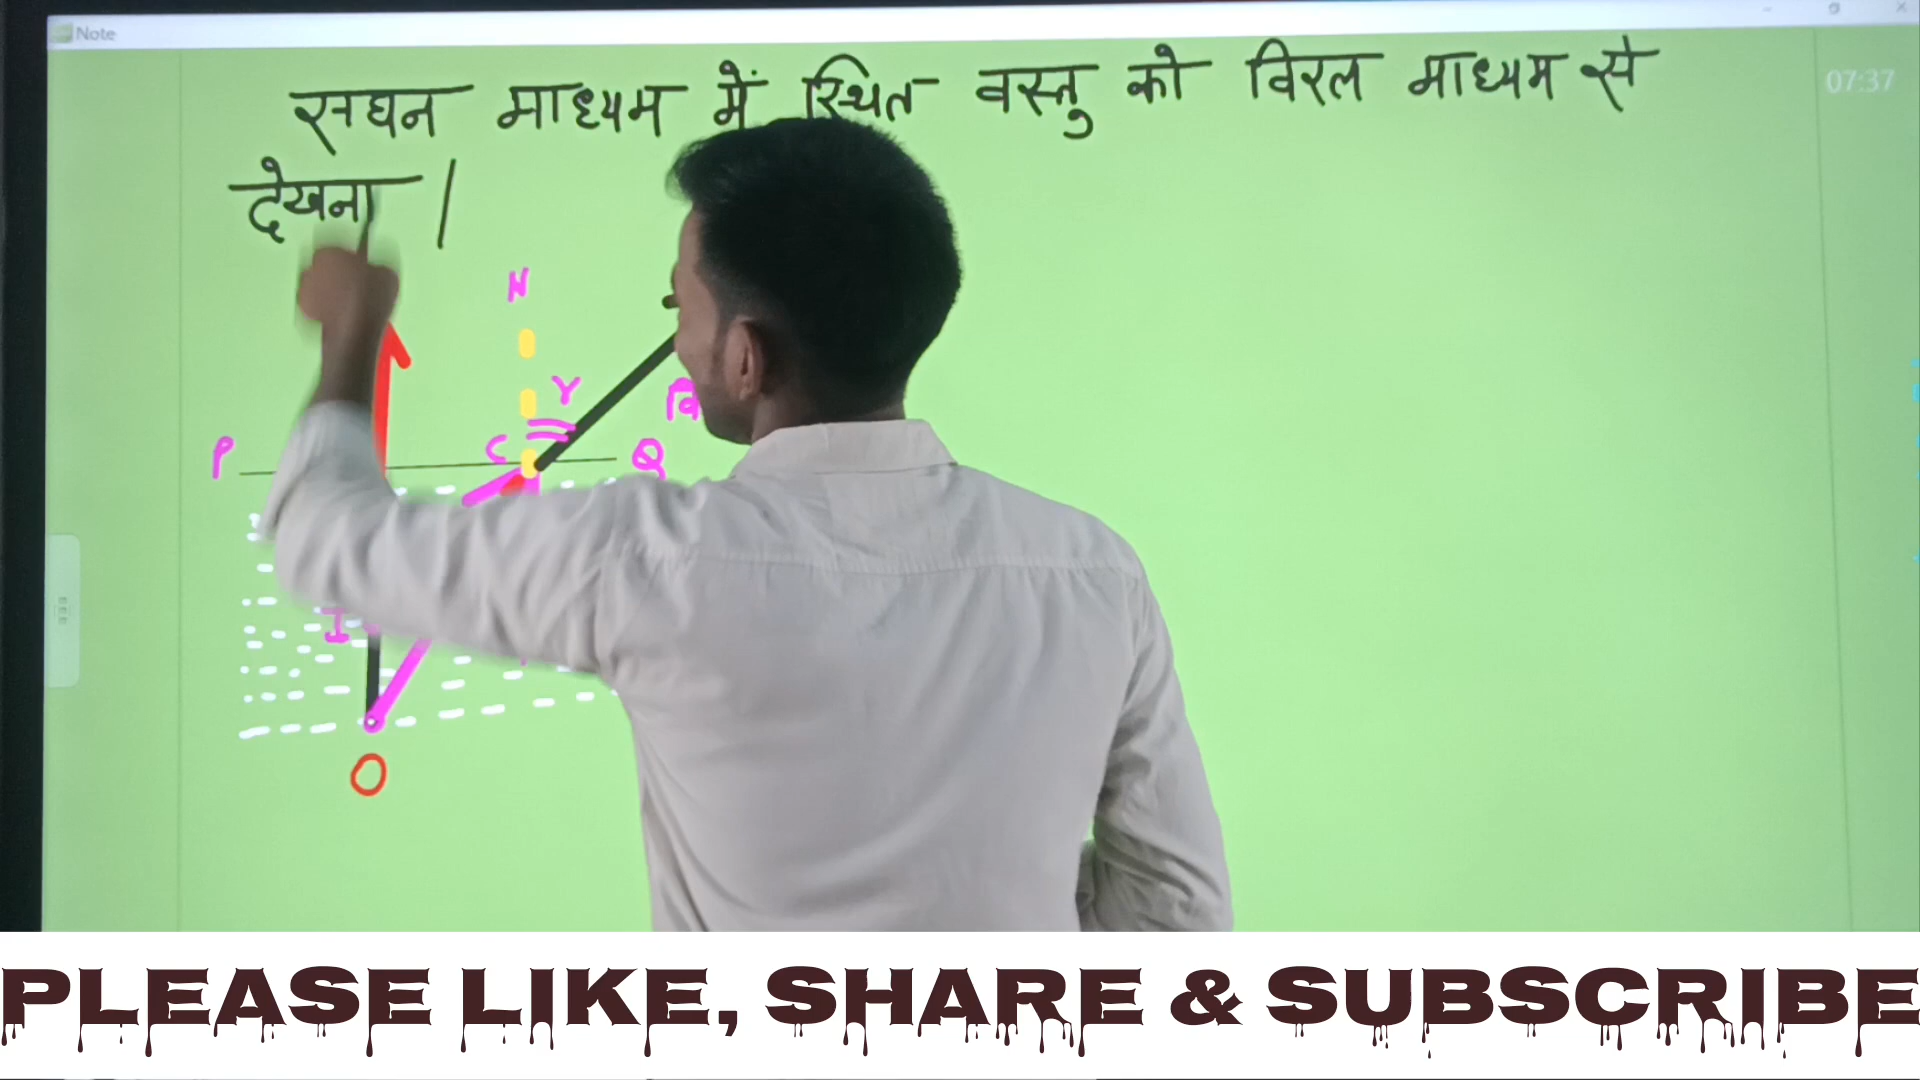 Note
07:37
सघन माध्यम में स्थित वस्तु को विरल माध्यम से
देखना |
N
Y
वि
C
P
Q
I
O
PLEASE LIKE, SHARE & SUBSCRIBE